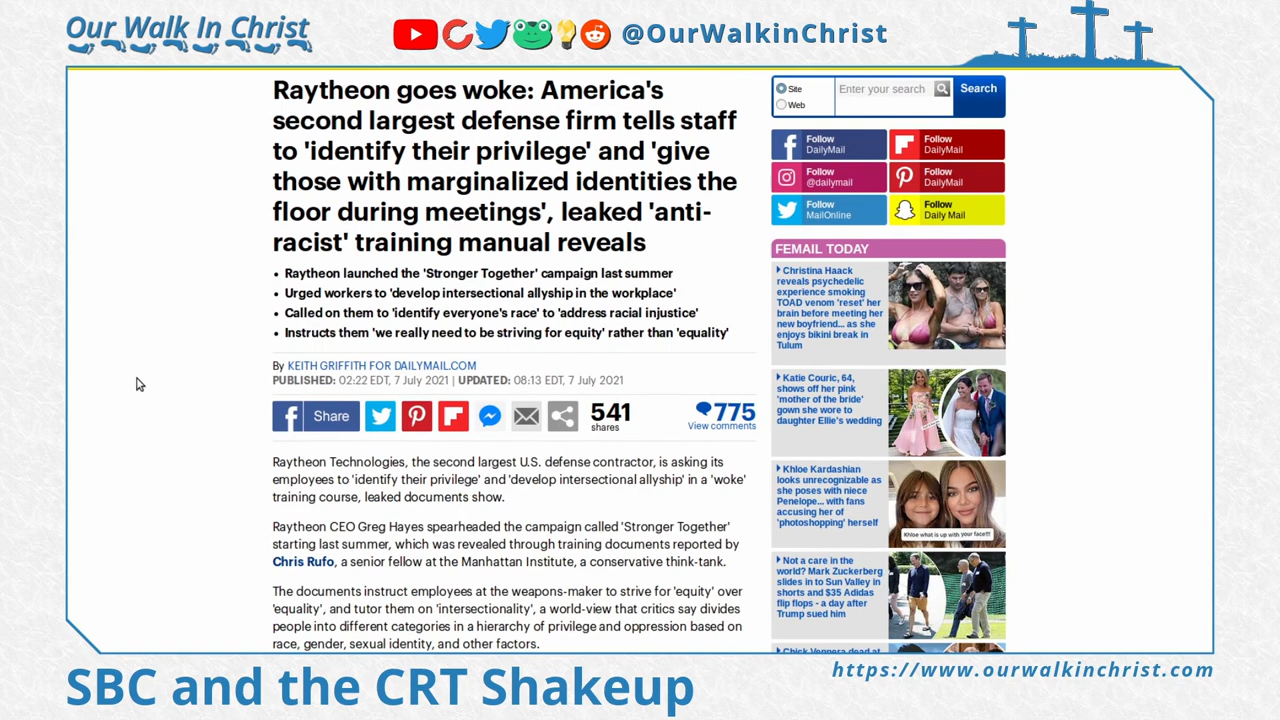 Our Walk In Christ
@OurWalkinChrist
Raytheon goes woke: America's
second largest defense firm tells staff
to 'identify their privilege' and 'give
those with marginalized identities the
floor during meetings', leaked 'anti-
racist' training manual reveals
• Raytheon launched the 'Stronger Together' campaign last summer
• Urged workers to 'develop intersectional allyship in the workplace'
• Called on them to 'identify everyone's race' to 'address racial injustice'
• Instructs them 'we really need to be striving for equity' rather than 'equality'
By KEITH GRIFFITH FOR DAILYMAIL.COM
PUBLISHED: 02:22 EDT, 7 July 2021 | UPDATED: 08:13 EDT, 7 July 2021
Share
541
shares
775
View comments
Raytheon Technologies, the second largest U.S. defense contractor, is asking its
employees to 'identify their privilege' and 'develop intersectional allyship' in a 'woke'
training course, leaked documents show.
Raytheon CEO Greg Hayes spearheaded the campaign called 'Stronger Together'
starting last summer, which was revealed through training documents reported by
Chris Rufo, a senior fellow at the Manhattan Institute, a conservative think-tank.
The documents instruct employees at the weapons-maker to strive for 'equity' over
'equality', and tutor them on 'intersectionality', a world-view that critics say divides
people into different categories in a hierarchy of privilege and oppression based on
race, gender, sexual identity, and other factors.
Site
Web
Enter your search
Search
Follow
DailyMail
Follow
DailyMail
Follow
@dailymail
Follow
DailyMail
Follow
MailOnline
Follow
Daily Mail
FEMAIL TODAY
Christina Haack
reveals psychedelic
experience smoking
TOAD venom 'reset' her
brain before meeting her
new boyfriend... as she
enjoys bikini break in
Tulum
Katie Couric, 64,
shows off her pink
'mother of the bride'
gown she wore to
daughter Ellie's wedding
Khloe Kardashian
looks unrecognizable as
she poses with niece
Penelope... with fans
accusing her of
'photoshopping' herself
Khloe what is up with your face!!!
Not a care in the
world? Mark Zuckerberg
slides in to Sun Valley in
shorts and $35 Adidas
flip flops - a day after
Trump sued him
SBC and the CRT Shakeup
https://www.ourwalkinchrist.com